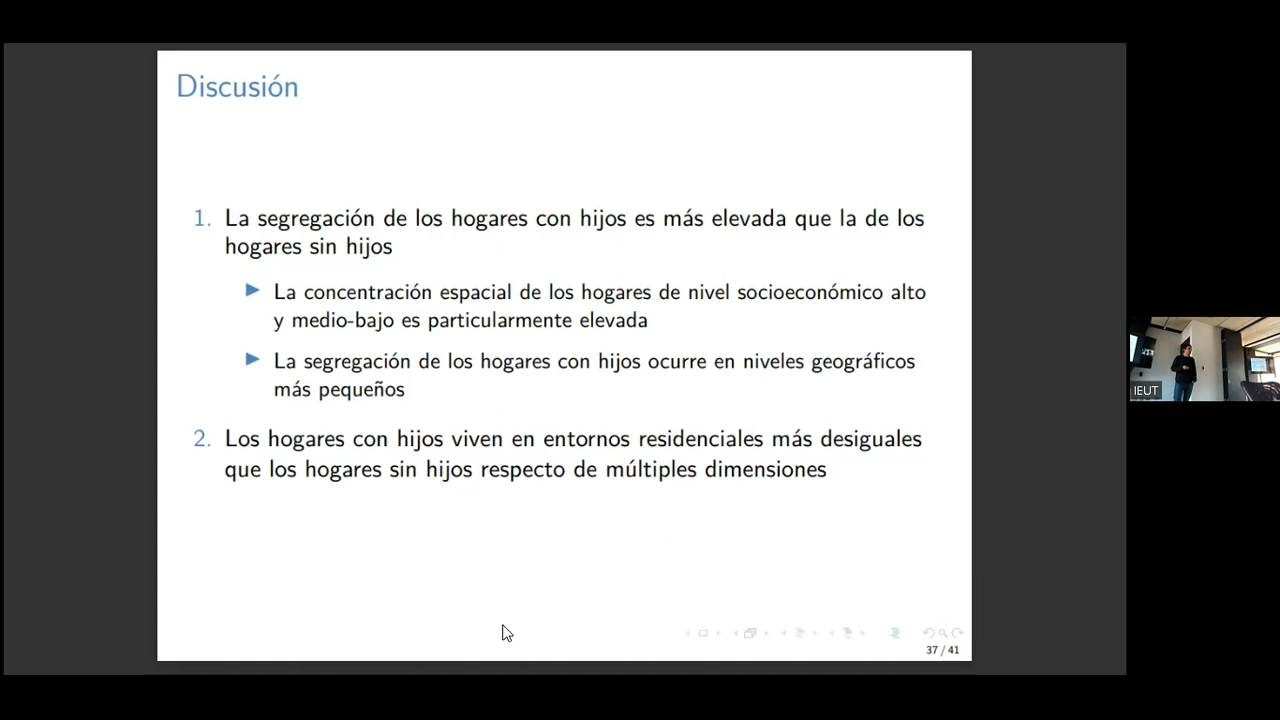 Discusión
1. La segregación de los hogares con hijos es más elevada que la de los
hogares sin hijos
▶ La concentración espacial de los hogares de nivel socioeconómico alto
y medio-bajo es particularmente elevada
▶ La segregación de los hogares con hijos ocurre en niveles geográficos
más pequeños
2. Los hogares con hijos viven en entornos residenciales más desiguales
que los hogares sin hijos respecto de múltiples dimensiones
37 / 41
IEUT